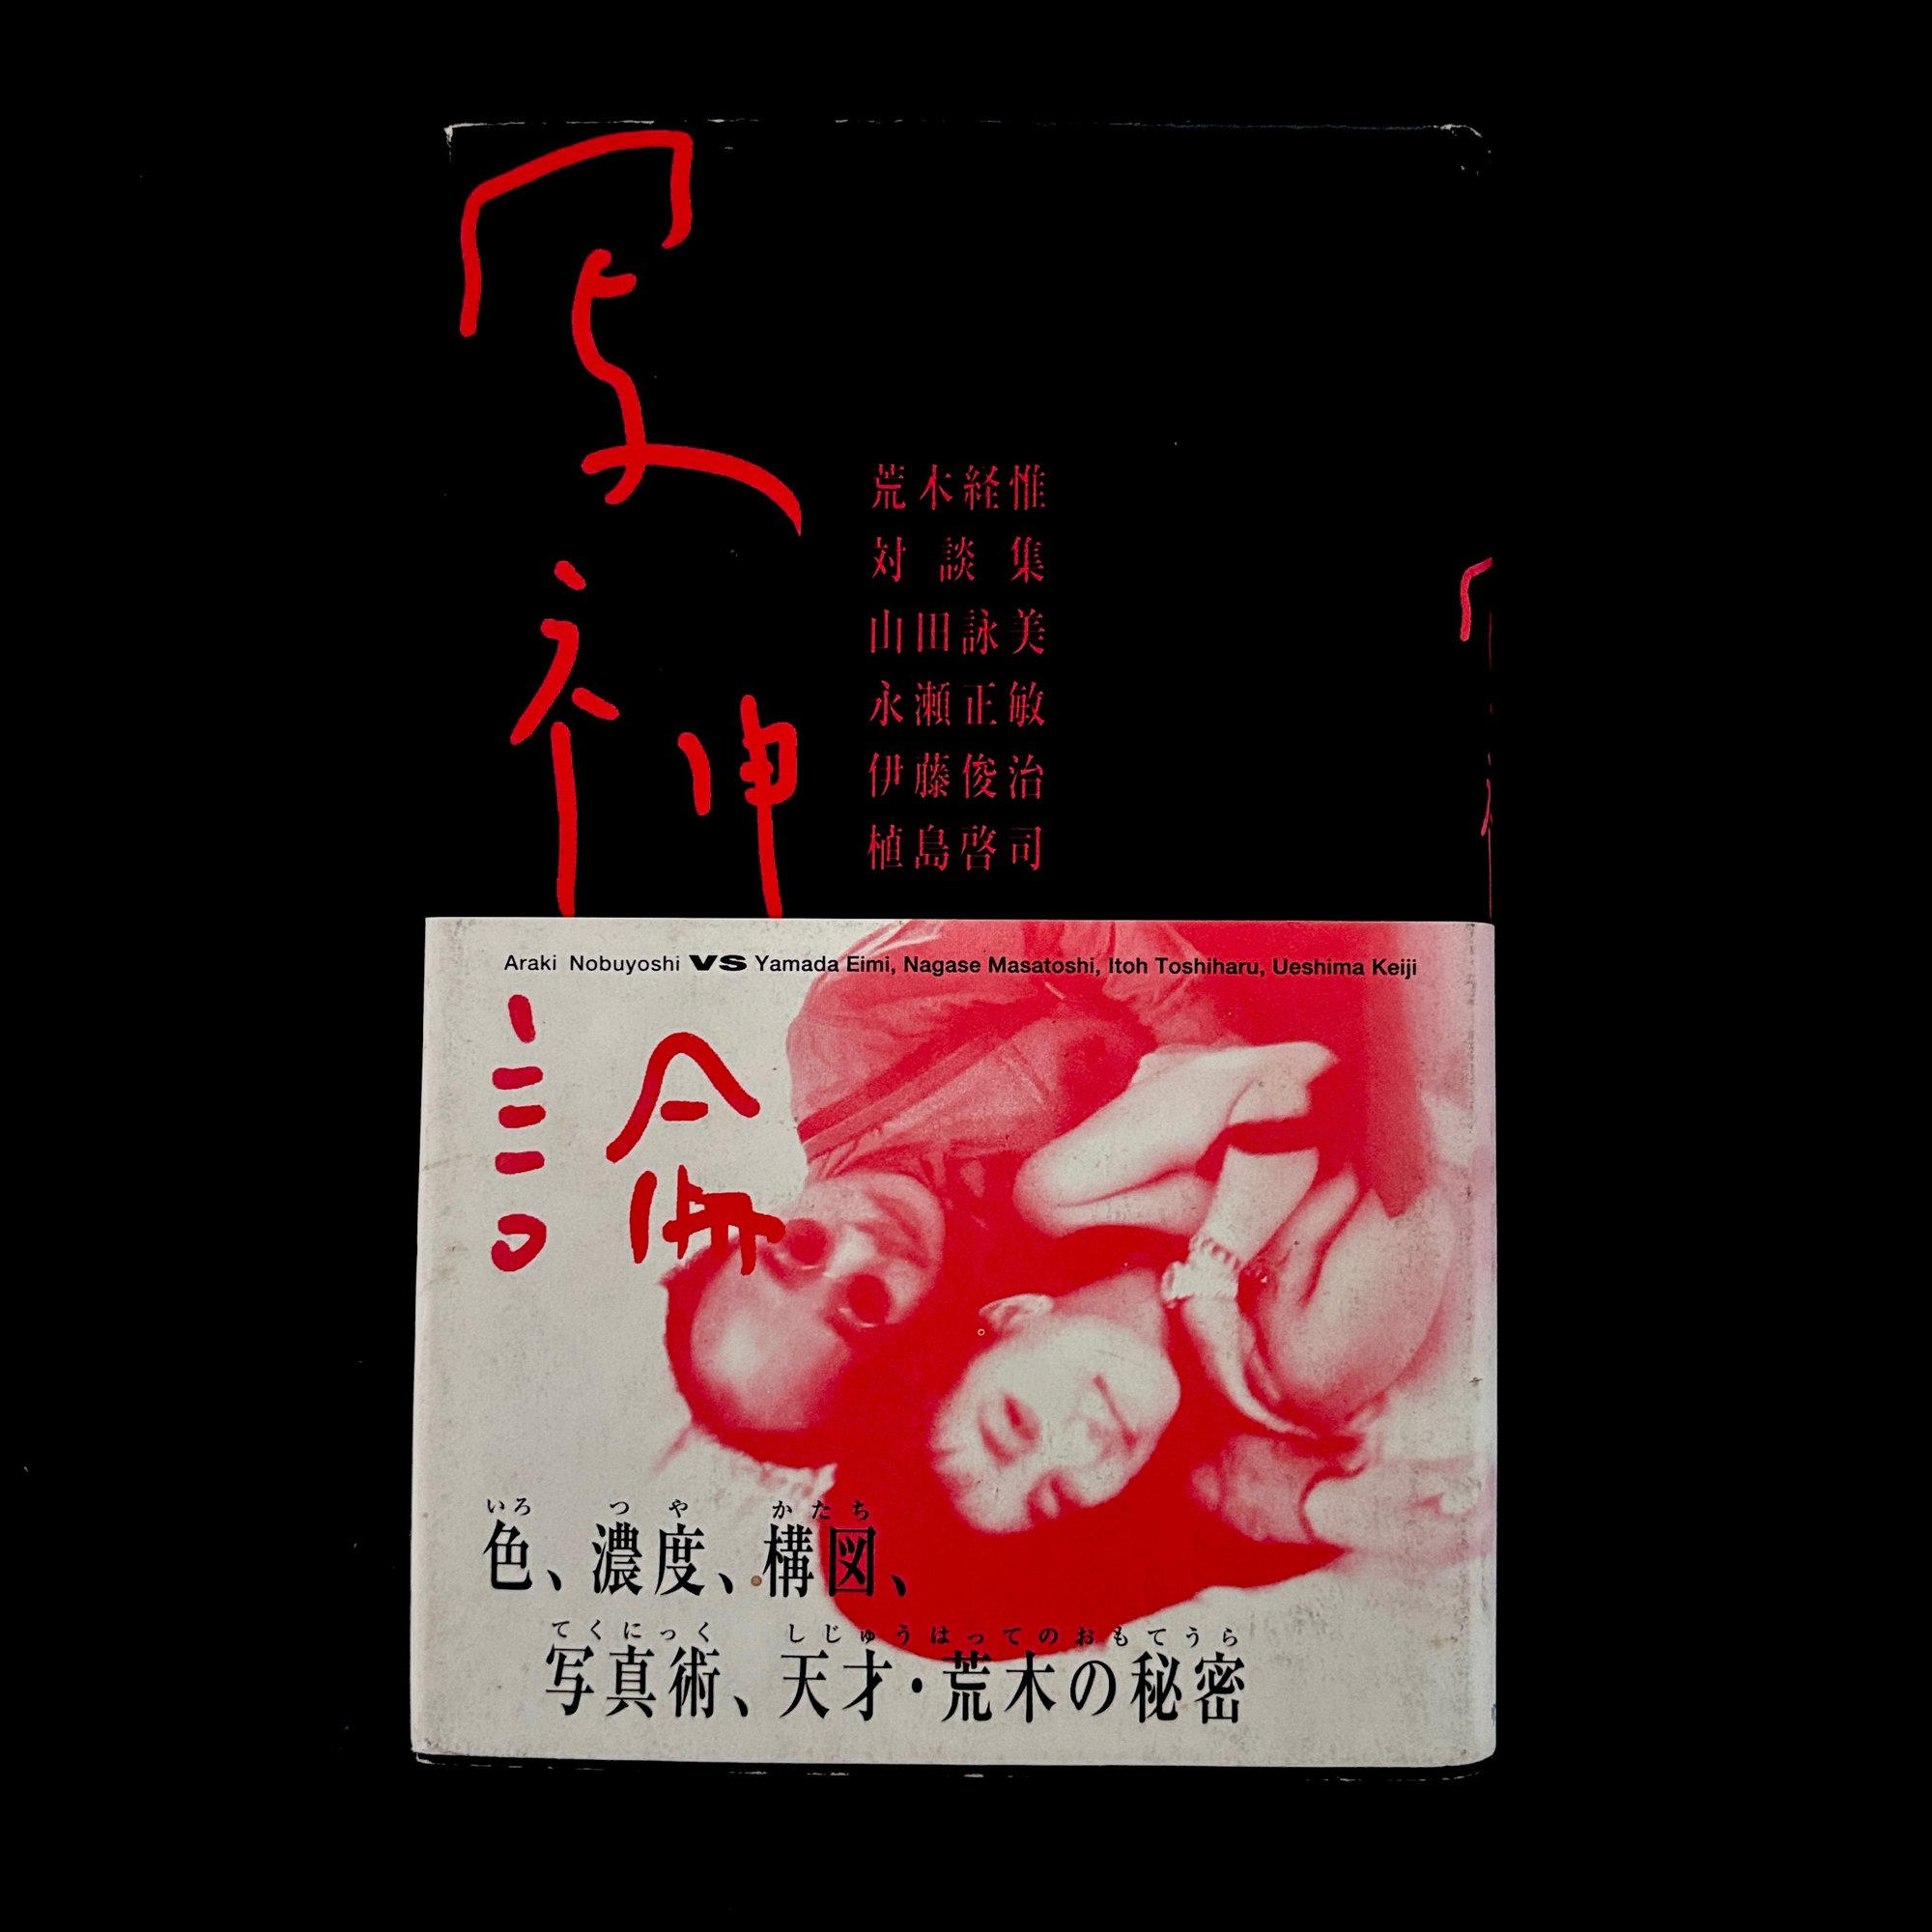 写神論
荒木経惟
対談集
山田詠美
永瀬正敏
伊藤俊治
植島啓司
Araki Nobuyoshi VS Yamada Eimi, Nagase Masatoshi, Itoh Toshiharu, Ueshima Keiji
いろ つや かたち
色、濃度、構図、
てくにっく しじゅうはってのおもてうら
写真術、天才・荒木の秘密